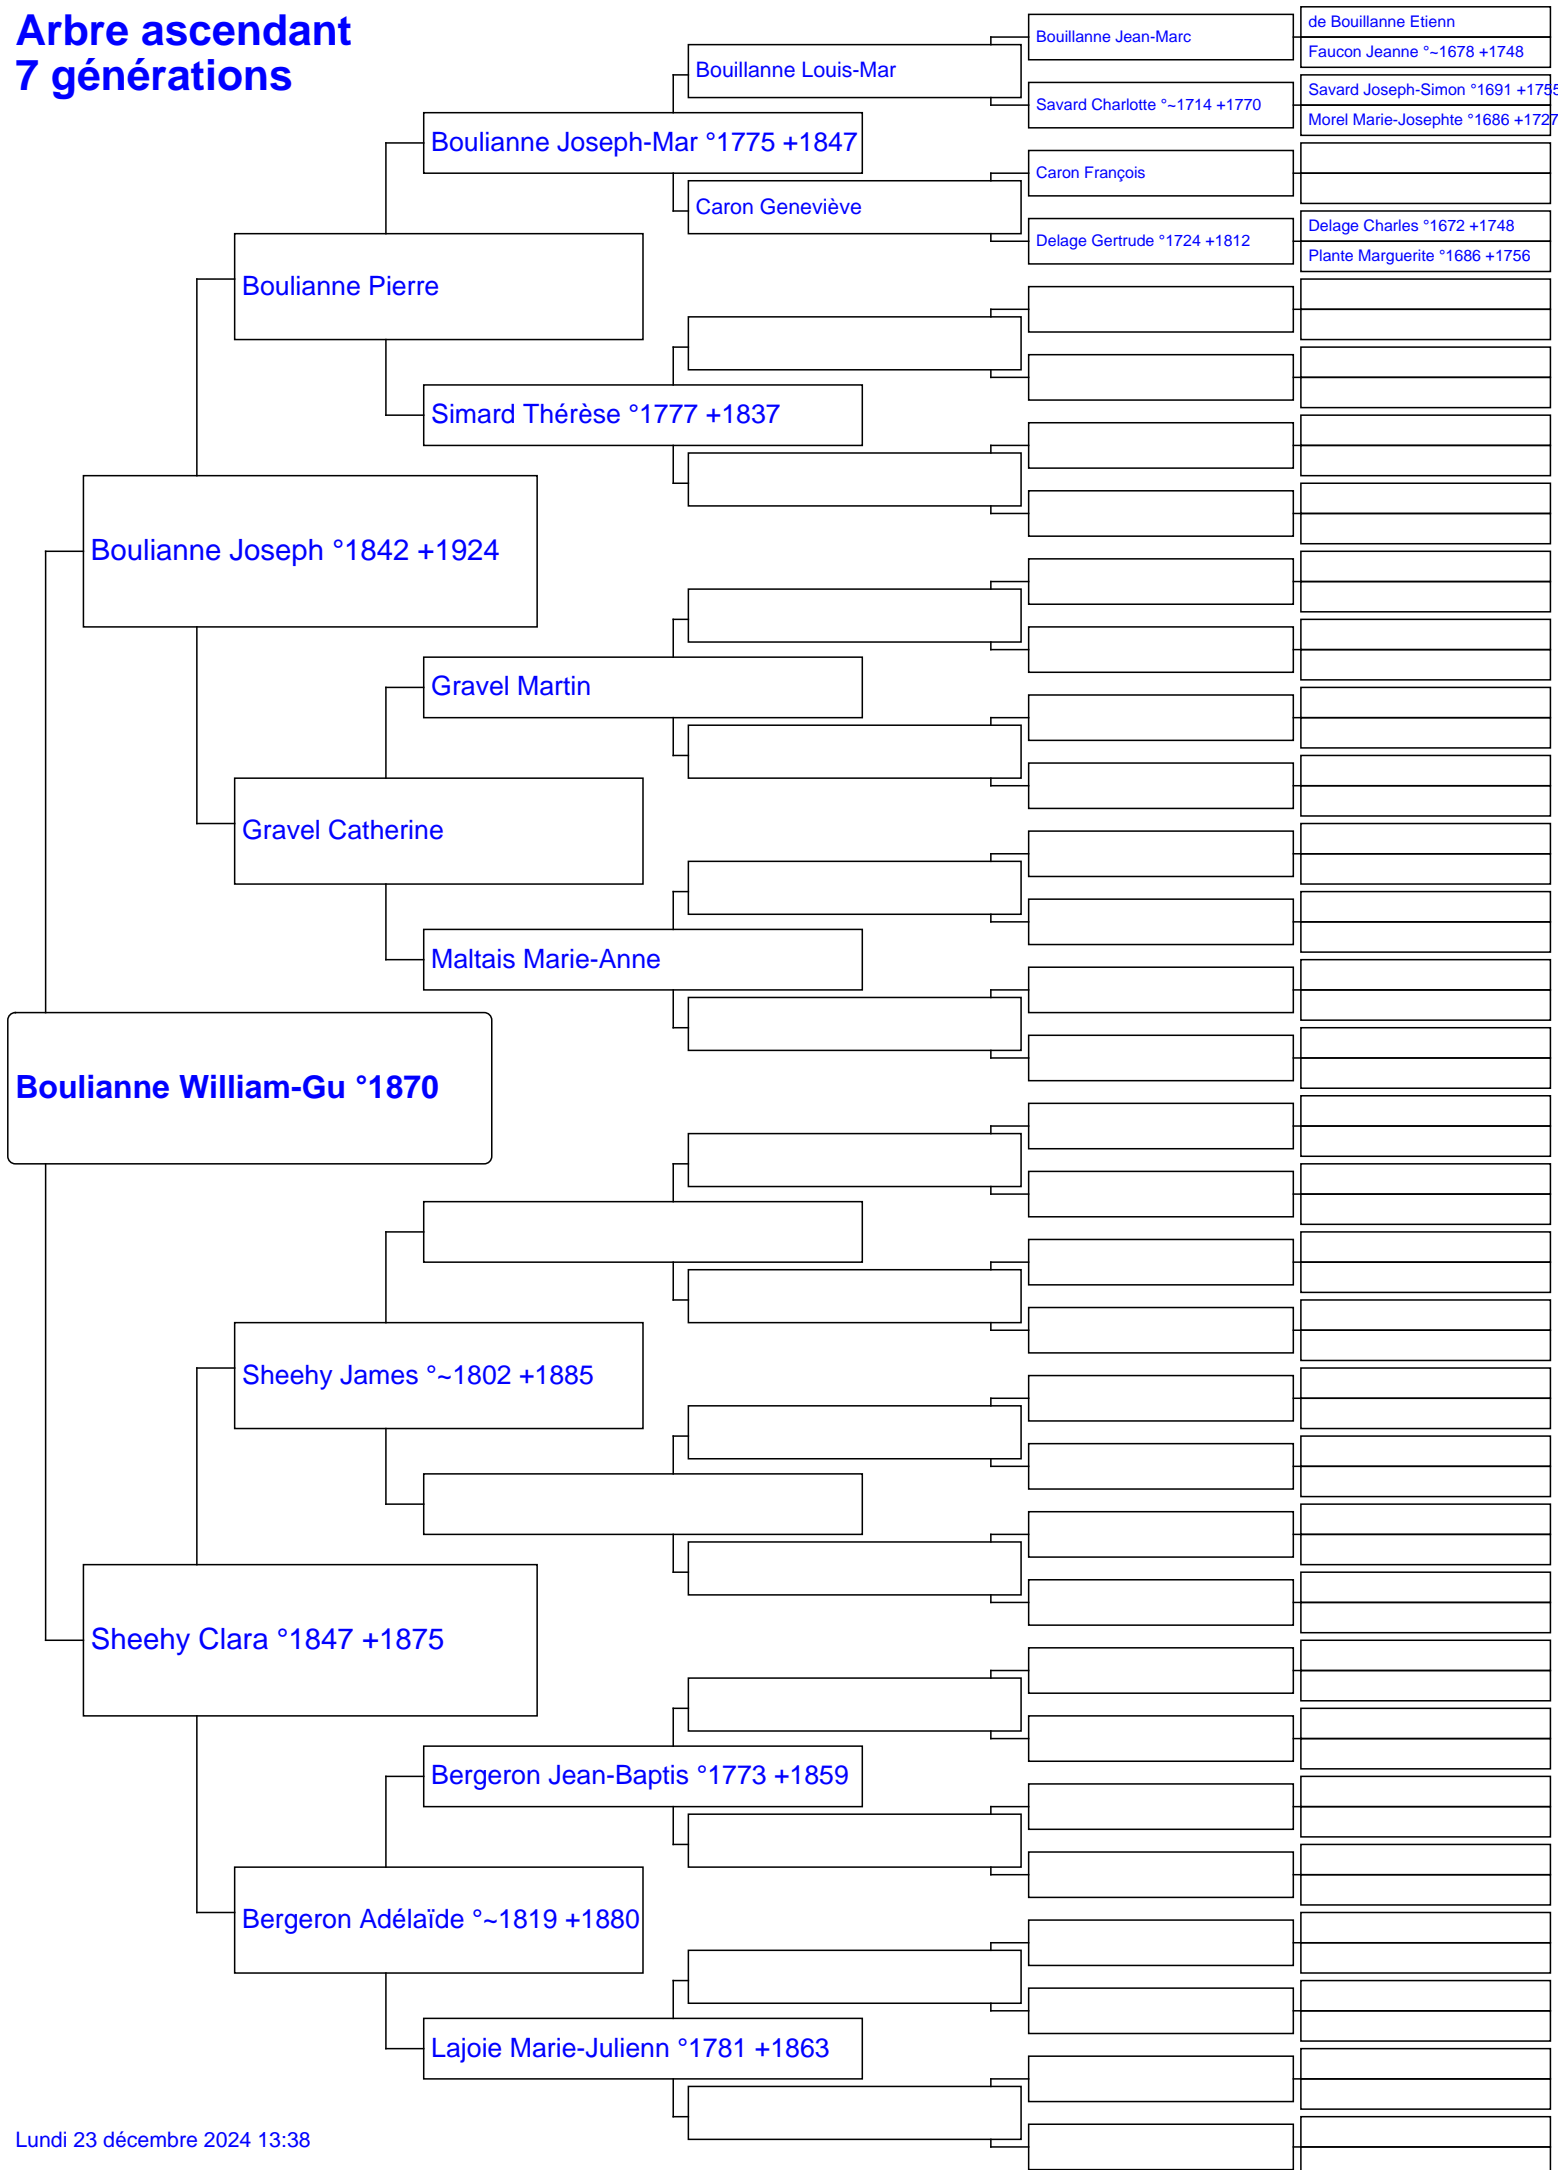 Arbre ascendant
7 générations
de Bouillanne Etienn
Bouillanne Jean-Marc
Faucon Jeanne °~1678 +1748
Bouillanne Louis-Mar
Savard Joseph-Simon °1691 +1755
Savard Charlotte °~1714 +1770
Morel Marie-Josephte °1686 +1727
Boulianne Joseph-Mar °1775 +1847
Caron François
Caron Geneviève
Delage Charles °1672 +1748
Delage Gertrude °1724 +1812
Plante Marguerite °1686 +1756
Boulianne Pierre
Simard Thérèse °1777 +1837
Boulianne Joseph °1842 +1924
Gravel Martin
Gravel Catherine
Maltais Marie-Anne
Boulianne William-Gu °1870
Sheehy James °~1802 +1885
Sheehy Clara °1847 +1875
Bergeron Jean-Baptis °1773 +1859
Bergeron Adélaïde °~1819 +1880
Lajoie Marie-Julienn °1781 +1863
Lundi 23 décembre 2024 13:38